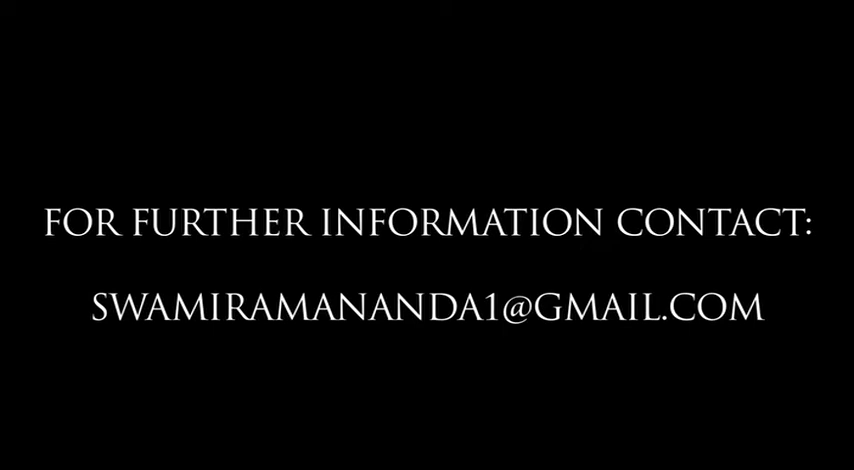 FOR FURTHER INFORMATION CONTACT:
SWAMIRAMANANDA1@GMAIL.COM